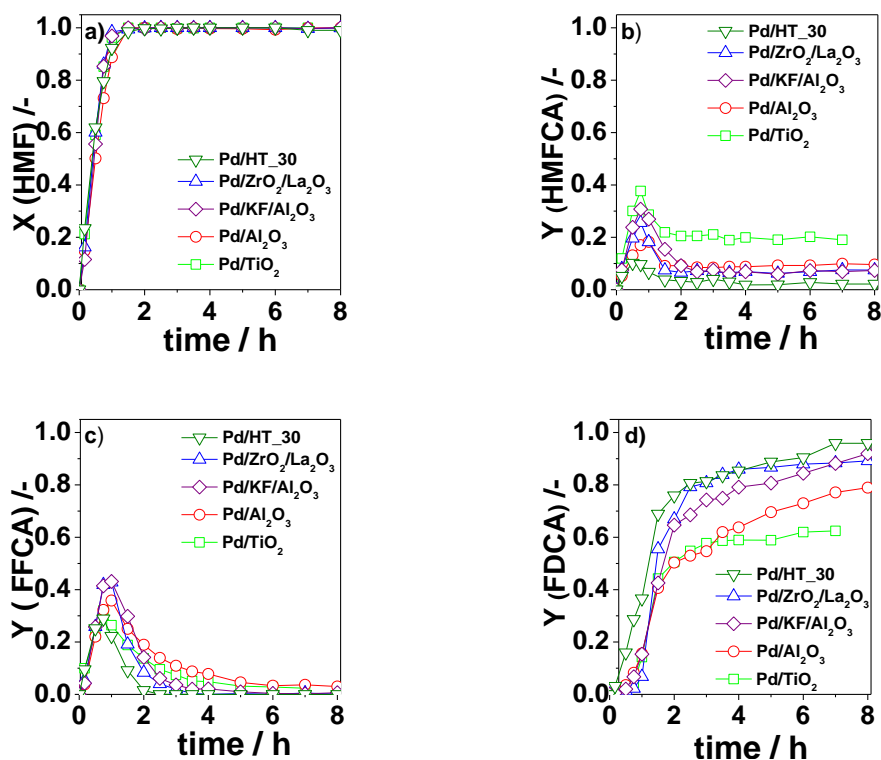 a)
X (HMF) /-
1.0
0.8
0.6
0.4
0.2
0.0
Pd/HT_30
Pd/ZrO₂/La₂O₃
Pd/KF/Al₂O₃
Pd/Al₂O₃
Pd/TiO₂
0 2 4 6 8
time / h
b)
Y (HMFCA) /-
1.0
0.8
0.6
0.4
0.2
0.0
Pd/HT_30
Pd/ZrO₂/La₂O₃
Pd/KF/Al₂O₃
Pd/Al₂O₃
Pd/TiO₂
0 2 4 6 8
time / h
c)
Y ( FFCA) /-
1.0
0.8
0.6
0.4
0.2
0.0
Pd/HT_30
Pd/ZrO₂/La₂O₃
Pd/KF/Al₂O₃
Pd/Al₂O₃
Pd/TiO₂
0 2 4 6 8
time / h
d)
Y (FDCA) /-
1.0
0.8
0.6
0.4
0.2
0.0
Pd/HT_30
Pd/ZrO₂/La₂O₃
Pd/KF/Al₂O₃
Pd/Al₂O₃
Pd/TiO₂
0 2 4 6 8
time / h